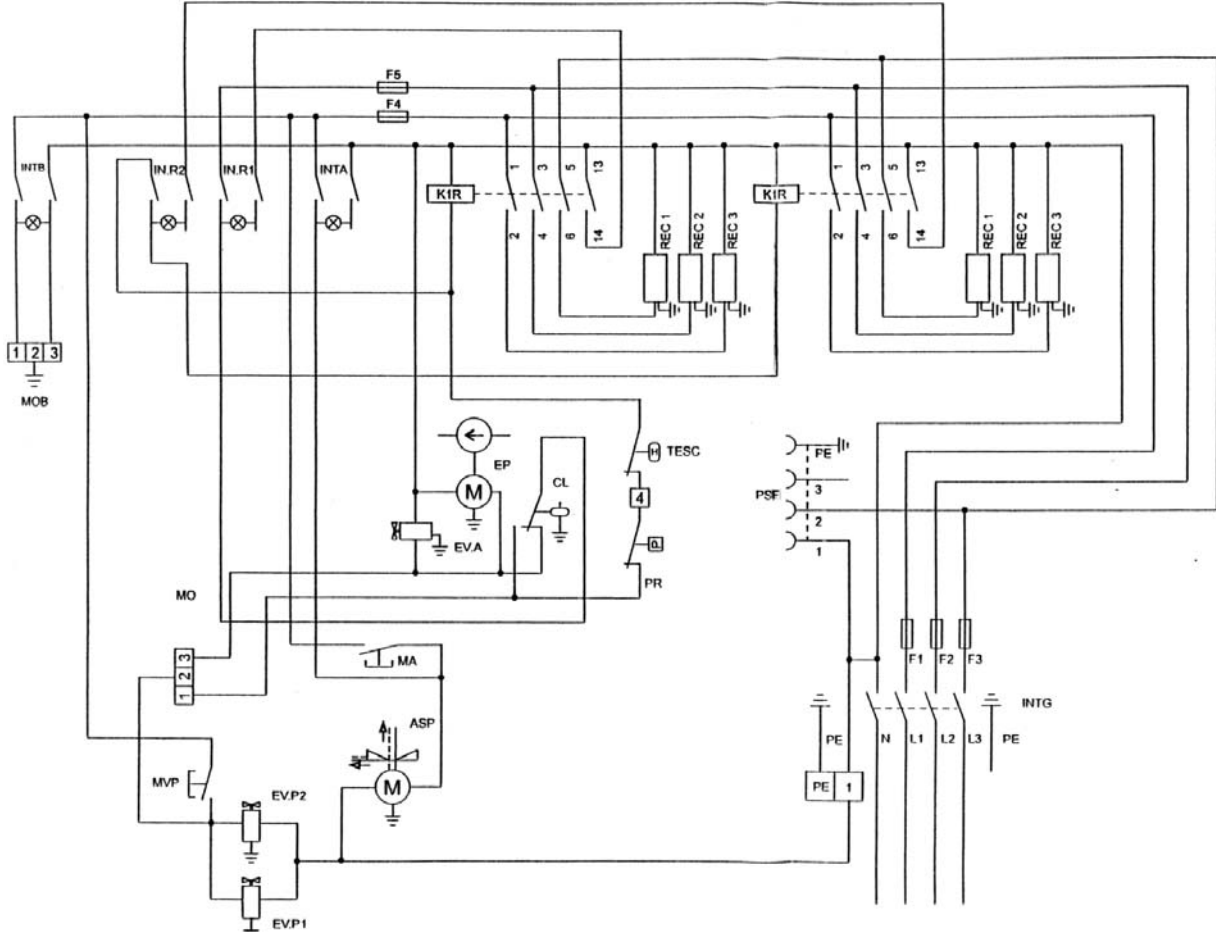 F5
F4
INTB
IN.R2
IN.R1
INTA
1 3 5 13
K1R
2 4 6 14
REC 1
REC 2
REC 3
1 3 5 13
K1R
2 4 6 14
REC 1
REC 2
REC 3
1 2 3
MOB
EP
M
CL
TESC
4
P
PR
EV.A
PE
3
PSF
2
1
MO
3
2
1
MA
ASP
M
MVP
EV.P2
EV.P1
F1
F2
F3
INTG
PE
N
L1
L2
L3
PE
PE 1